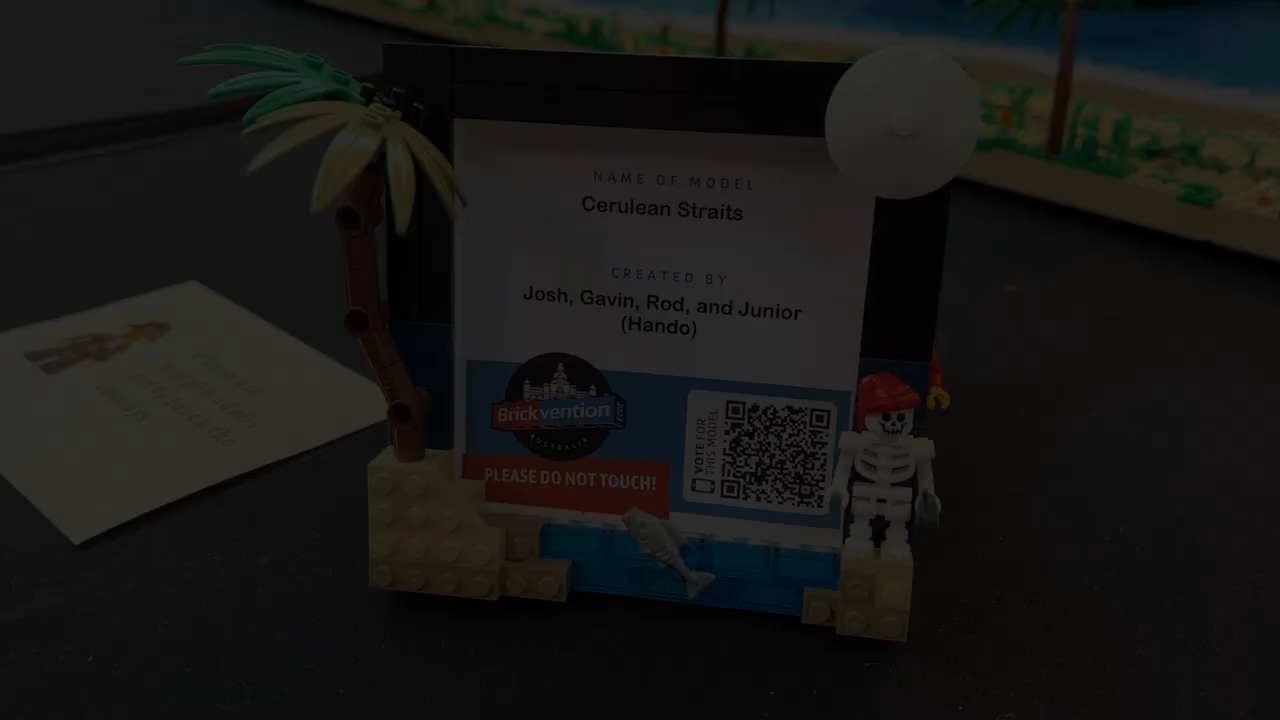 NAME OF MODEL
Cerulean Straits
CREATED BY
Josh, Gavin, Rod, and Junior
(Hando)
Brickvention
AUSTRALIA
PLEASE DO NOT TOUCH!
VOTE FOR
THIS MODEL